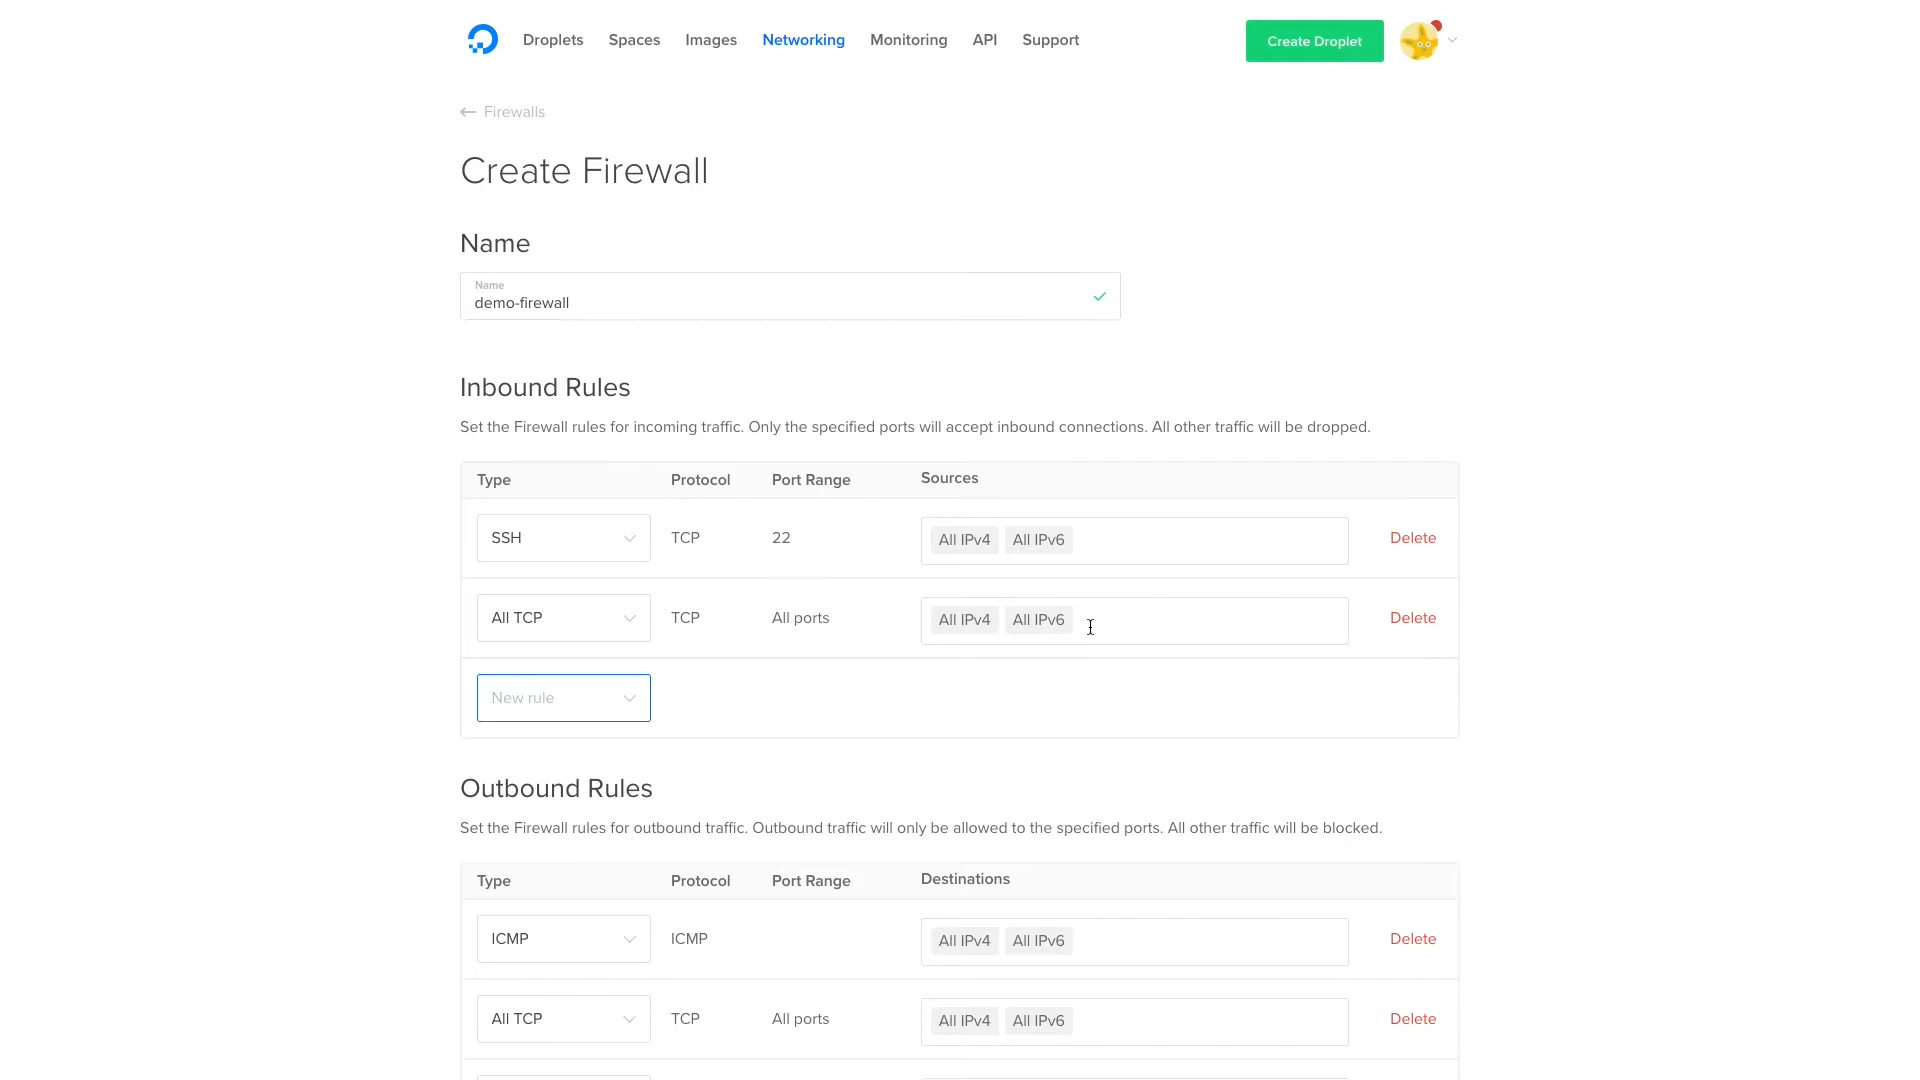 Droplets Spaces Images Networking Monitoring API Support Create Droplet
Firewalls
Create Firewall
Name
Name
demo-firewall
Inbound Rules
Set the Firewall rules for incoming traffic. Only the specified ports will accept inbound connections. All other traffic will be dropped.
Type Protocol Port Range Sources
SSH TCP 22 All IPv4 All IPv6 Delete
All TCP TCP All ports All IPv4 All IPv6 Delete
New rule
Outbound Rules
Set the Firewall rules for outbound traffic. Outbound traffic will only be allowed to the specified ports. All other traffic will be blocked.
Type Protocol Port Range Destinations
ICMP ICMP All IPv4 All IPv6 Delete
All TCP TCP All ports All IPv4 All IPv6 Delete